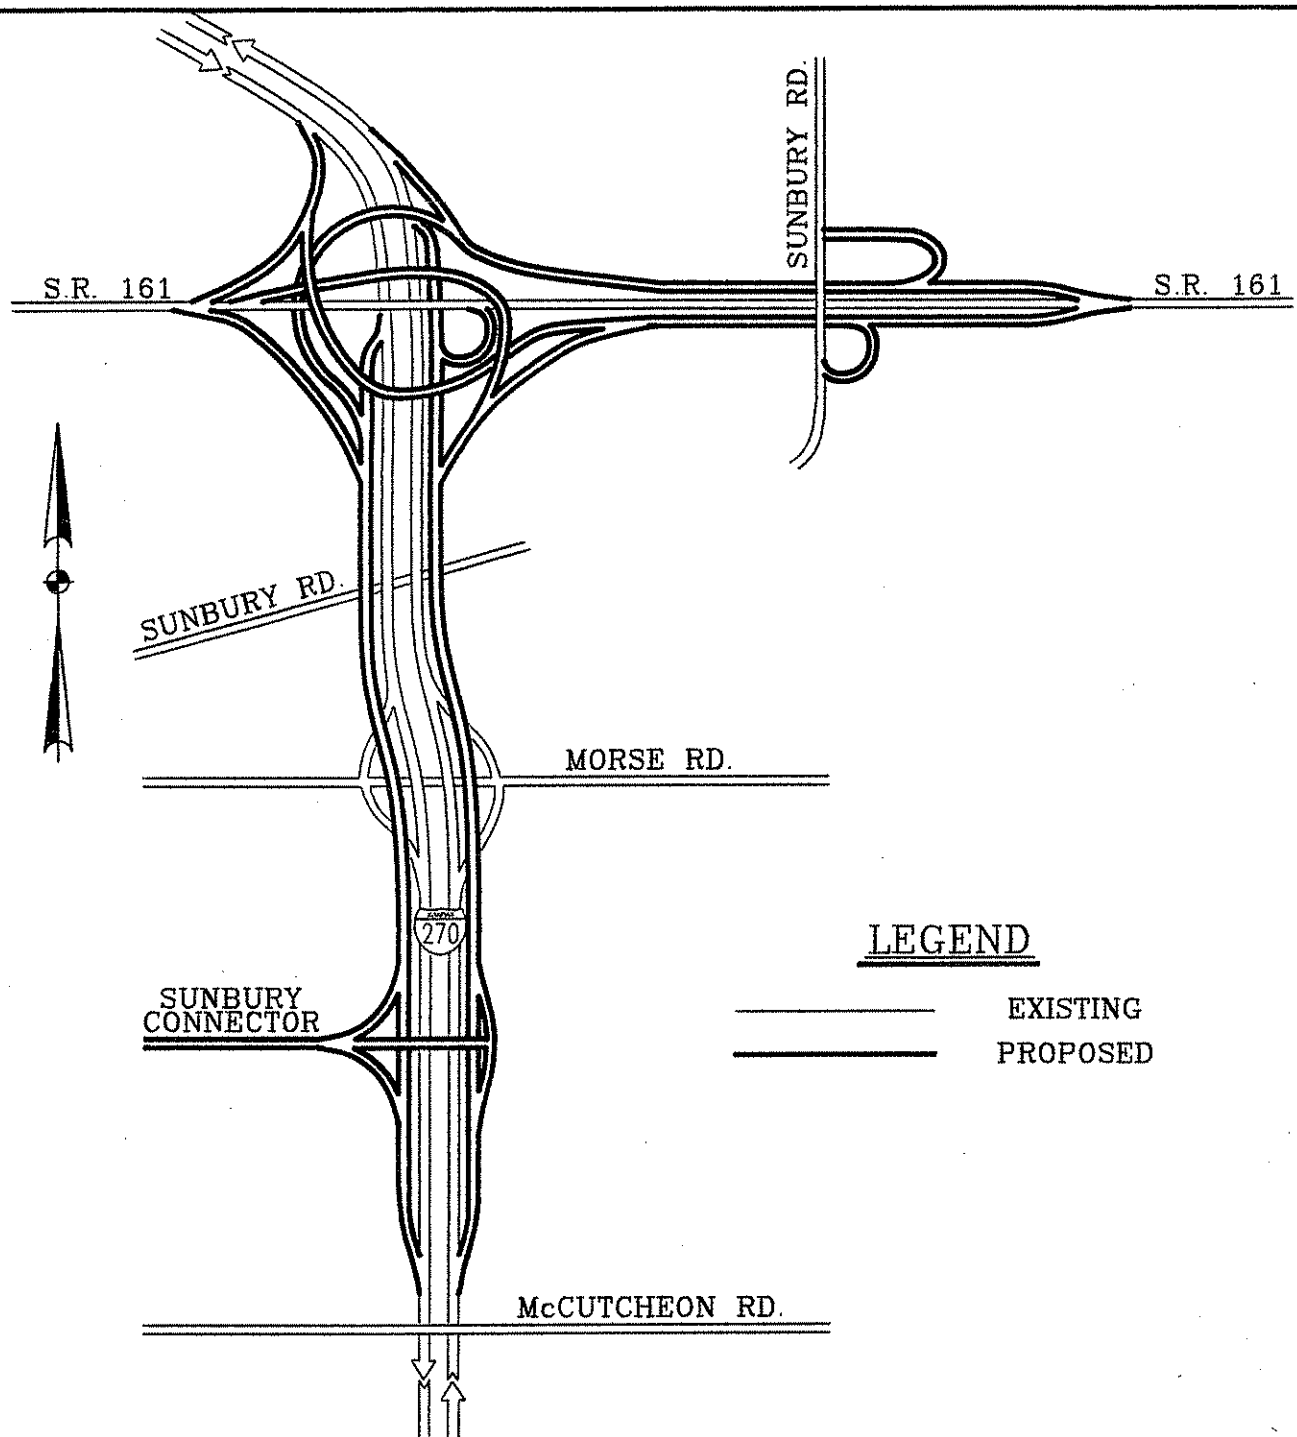 SUNBURY RD.
S.R. 161
S.R. 161
SUNBURY RD.
MORSE RD.
270
LEGEND
SUNBURY
CONNECTOR
EXISTING
PROPOSED
McCUTCHEON RD.